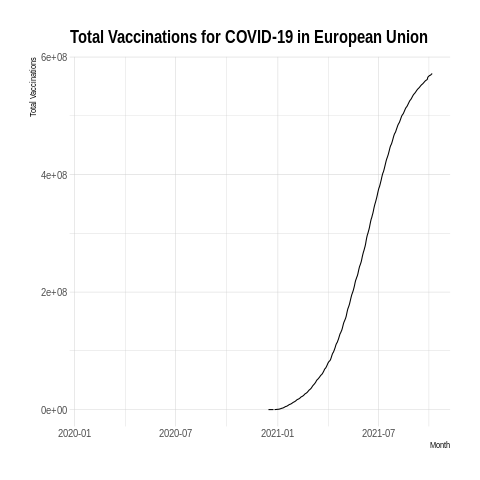 Total Vaccinations for COVID-19 in European Union
Total Vaccinations
6e+08
4e+08
2e+08
0e+00
2020-01 2020-07 2021-01 2021-07
Month